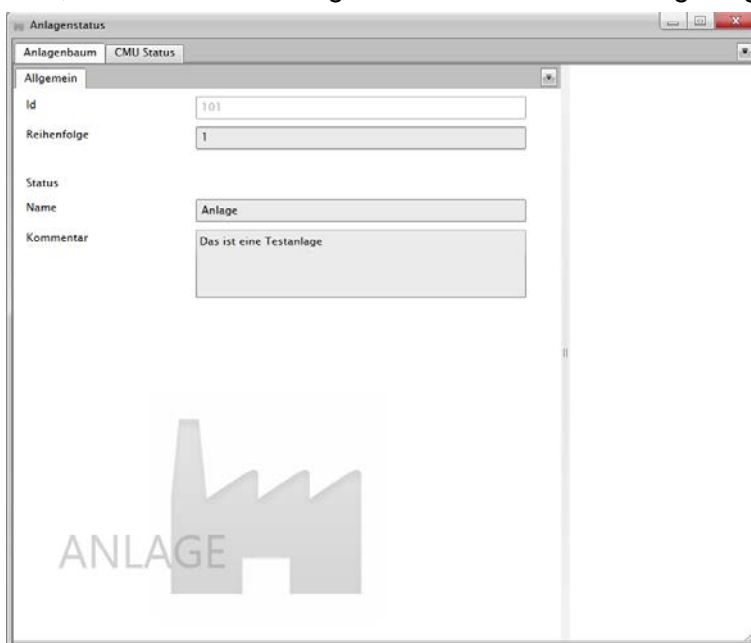 Anlagenstatus
Anlagenbaum CMU Status
Allgemein
Id 101
Reihenfolge 1
Status
Name Anlage
Kommentar Das ist eine Testanlage
ANLAGE